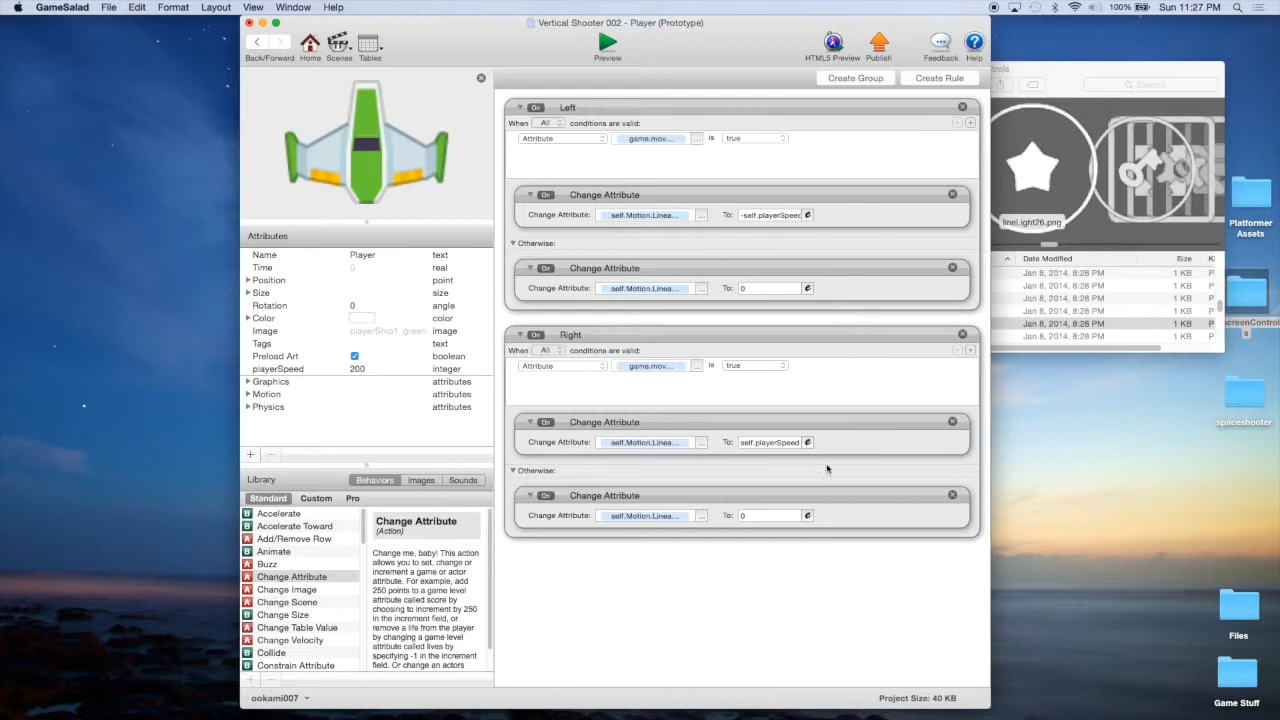 GameSalad File Edit Format Layout View Window Help 100% Sun 11:27 PM
Vertical Shooter 002 - Player (Prototype)
Back/Forward Home Scenes Tables Preview HTML5 Preview Publish Feedback Help
Create Group Create Rule
Search
Left
When All conditions are valid:
Attribute game.mov... ... is true
Change Attribute
Change Attribute: self.Motion.Linea... ... To: -self.playerSpeed
Otherwise:
Change Attribute
Change Attribute: self.Motion.Linea... ... To: 0
Right
When All conditions are valid:
Attribute game.mov... ... is true
Change Attribute
Change Attribute: self.Motion.Linea... ... To: self.playerSpeed
Otherwise:
Change Attribute
Change Attribute: self.Motion.Linea... ... To: 0
Attributes
Name Player text
Time 0 real
Position point
Size size
Rotation 0 angle
Color color
Image playerShip1_green image
Tags text
Preload Art boolean
playerSpeed 200 integer
Graphics attributes
Motion attributes
Physics attributes
Library Behaviors Images Sounds
Standard Custom Pro
B Accelerate
B Accelerate Toward
A Add/Remove Row
B Animate
A Buzz
A Change Attribute
A Change Image
A Change Scene
B Change Size
A Change Table Value
A Change Velocity
B Collide
B Constrain Attribute
Change Attribute
(Action)
Change me, baby! This action
allows you to set, change or
increment a game or actor
attribute. For example, add
250 points to a game level
attribute called score by
choosing to increment by 250
in the increment field, or
remove a life from the player
by changing a game level
attribute called lives by
specifying -1 in the increment
field. Or change an actors
ookami007
Project Size: 40 KB
lineLight26.png
Date Modified Size
Jan 8, 2014, 8:28 PM 1 KB
Jan 8, 2014, 8:28 PM 1 KB
Jan 8, 2014, 8:28 PM 1 KB
Jan 8, 2014, 8:28 PM 1 KB
Jan 8, 2014, 8:28 PM 1 KB
Jan 8, 2014, 8:28 PM 1 KB
Platformer
Assets
screenControl
s
spaceshooter
Files
Game Stuff